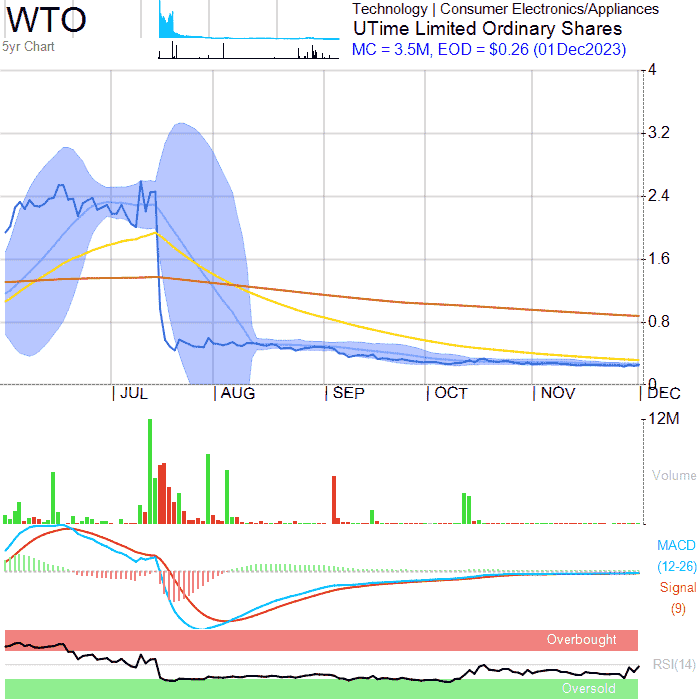 WTO
5yr Chart
Technology | Consumer Electronics/Appliances
UTime Limited Ordinary Shares
MC = 3.5M, EOD = $0.26 (01Dec2023)
4
3.2
2.4
1.6
0.8
0
JUL AUG SEP OCT NOV DEC
12M
Volume
MACD
(12-26)
Signal
(9)
Overbought
RSI(14)
Oversold